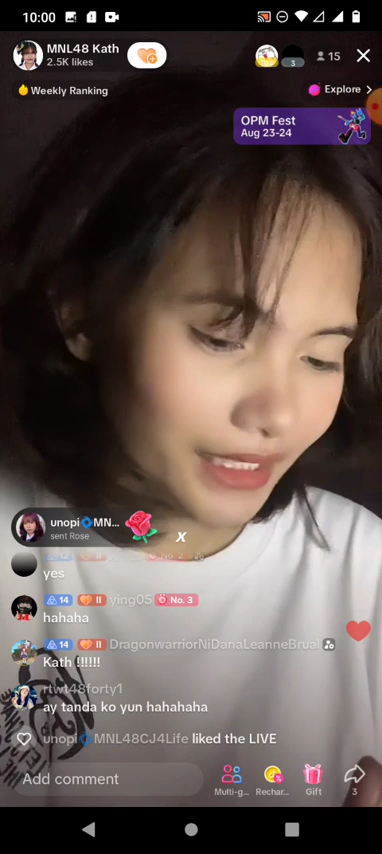 10:00
MNL48 Kath
2.5K likes
3
15
Weekly Ranking
Explore
OPM Fest
Aug 23-24
unopi MN...
sent Rose
x
yes
14 II ying05 No. 3
hahaha
14 II DragonwarriorNiDanaLeanneBrual
Kath !!!!!!
rtwt48forty1
ay tanda ko yun hahahaha
unopi MNL48CJ4Life liked the LIVE
Add comment
Multi-g...
Rechar...
Gift
3